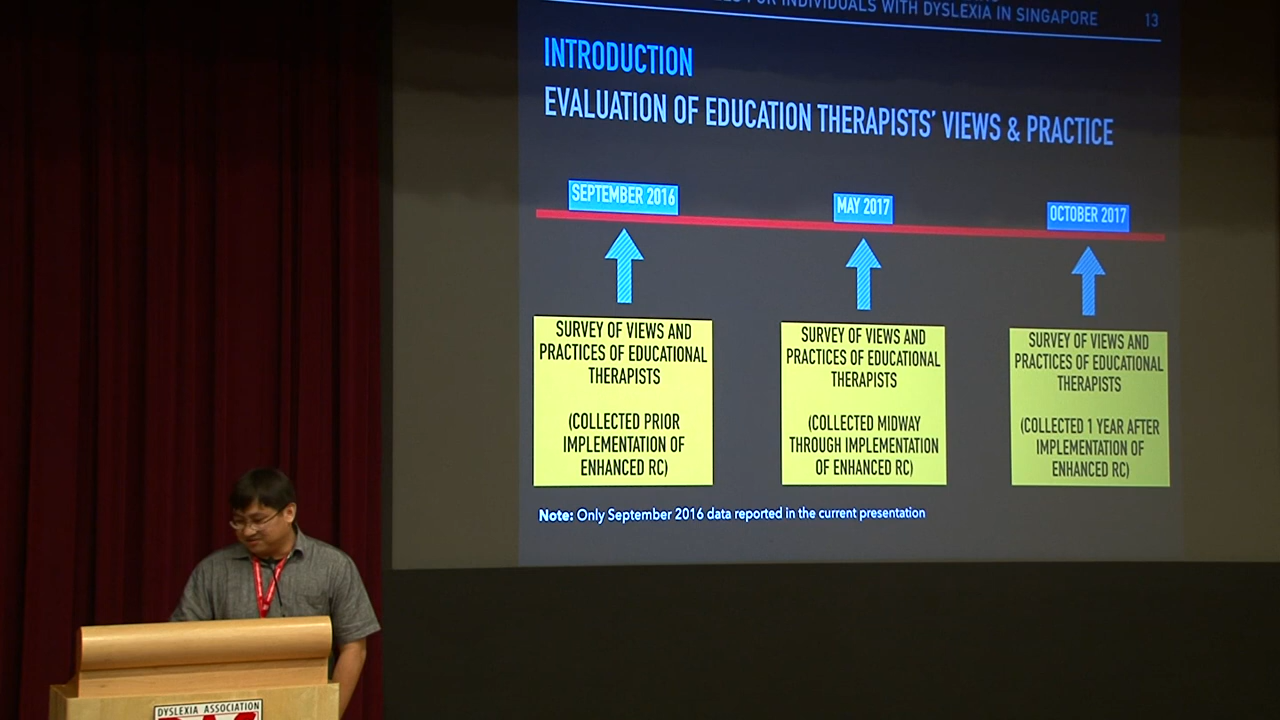 FOR INDIVIDUALS WITH DYSLEXIA IN SINGAPORE 13
INTRODUCTION
EVALUATION OF EDUCATION THERAPISTS' VIEWS & PRACTICE
SEPTEMBER 2016
MAY 2017
OCTOBER 2017
SURVEY OF VIEWS AND
PRACTICES OF EDUCATIONAL
THERAPISTS
(COLLECTED PRIOR
IMPLEMENTATION OF
ENHANCED RC)
SURVEY OF VIEWS AND
PRACTICES OF EDUCATIONAL
THERAPISTS
(COLLECTED MIDWAY
THROUGH IMPLEMENTATION
OF ENHANCED RC)
SURVEY OF VIEWS AND
PRACTICES OF EDUCATIONAL
THERAPISTS
(COLLECTED 1 YEAR AFTER
IMPLEMENTATION OF
ENHANCED RC)
Note: Only September 2016 data reported in the current presentation
DYSLEXIA ASSOCIATION